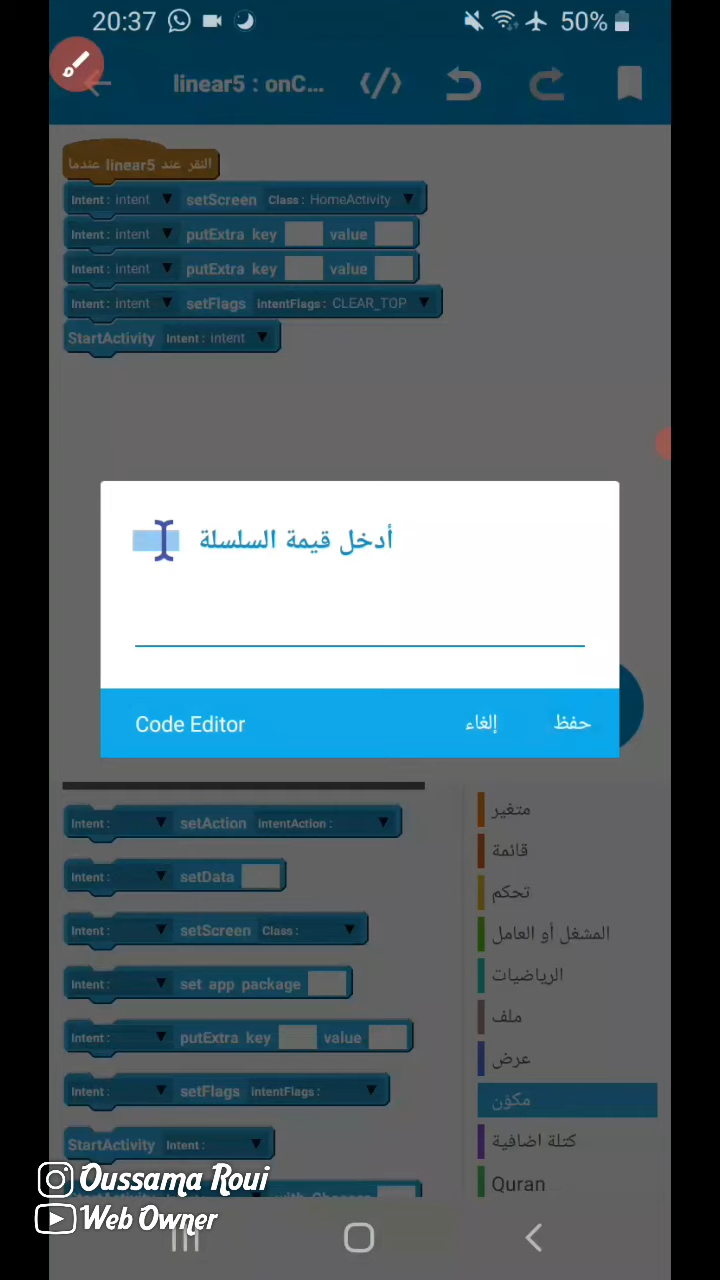 20:37 50%
linear5 : onC... </>
عندما linear5 النقر عند
Intent: intent setScreen Class: HomeActivity
Intent: intent putExtra key value
Intent: intent putExtra key value
Intent: intent setFlags intentFlags: CLEAR_TOP
StartActivity Intent: intent
أدخل قيمة السلسلة
Code Editor إلغاء حفظ
Intent: setAction intentAction:
Intent: setData
Intent: setScreen Class:
Intent: set app package
Intent: putExtra key value
Intent: setFlags intentFlags:
StartActivity Intent:
متغير
قائمة
تحكم
المشغل أو العامل
الرياضيات
ملف
عرض
مكون
كتلة اضافية
Quran
Oussama Roui
Web Owner